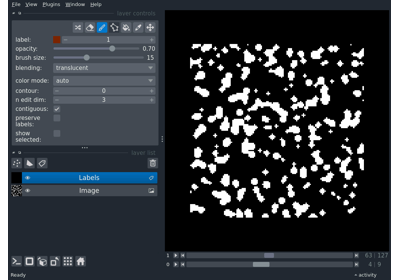 File View Plugins Window Help
layer controls
label: 1
opacity: 0.70
brush size: 15
blending: translucent
color mode: auto
contour: 0
n edit dim: 3
contiguous:
preserve
labels:
show
selected:
layer list
Labels
Image
1 63 127
0 4 9
Ready activity